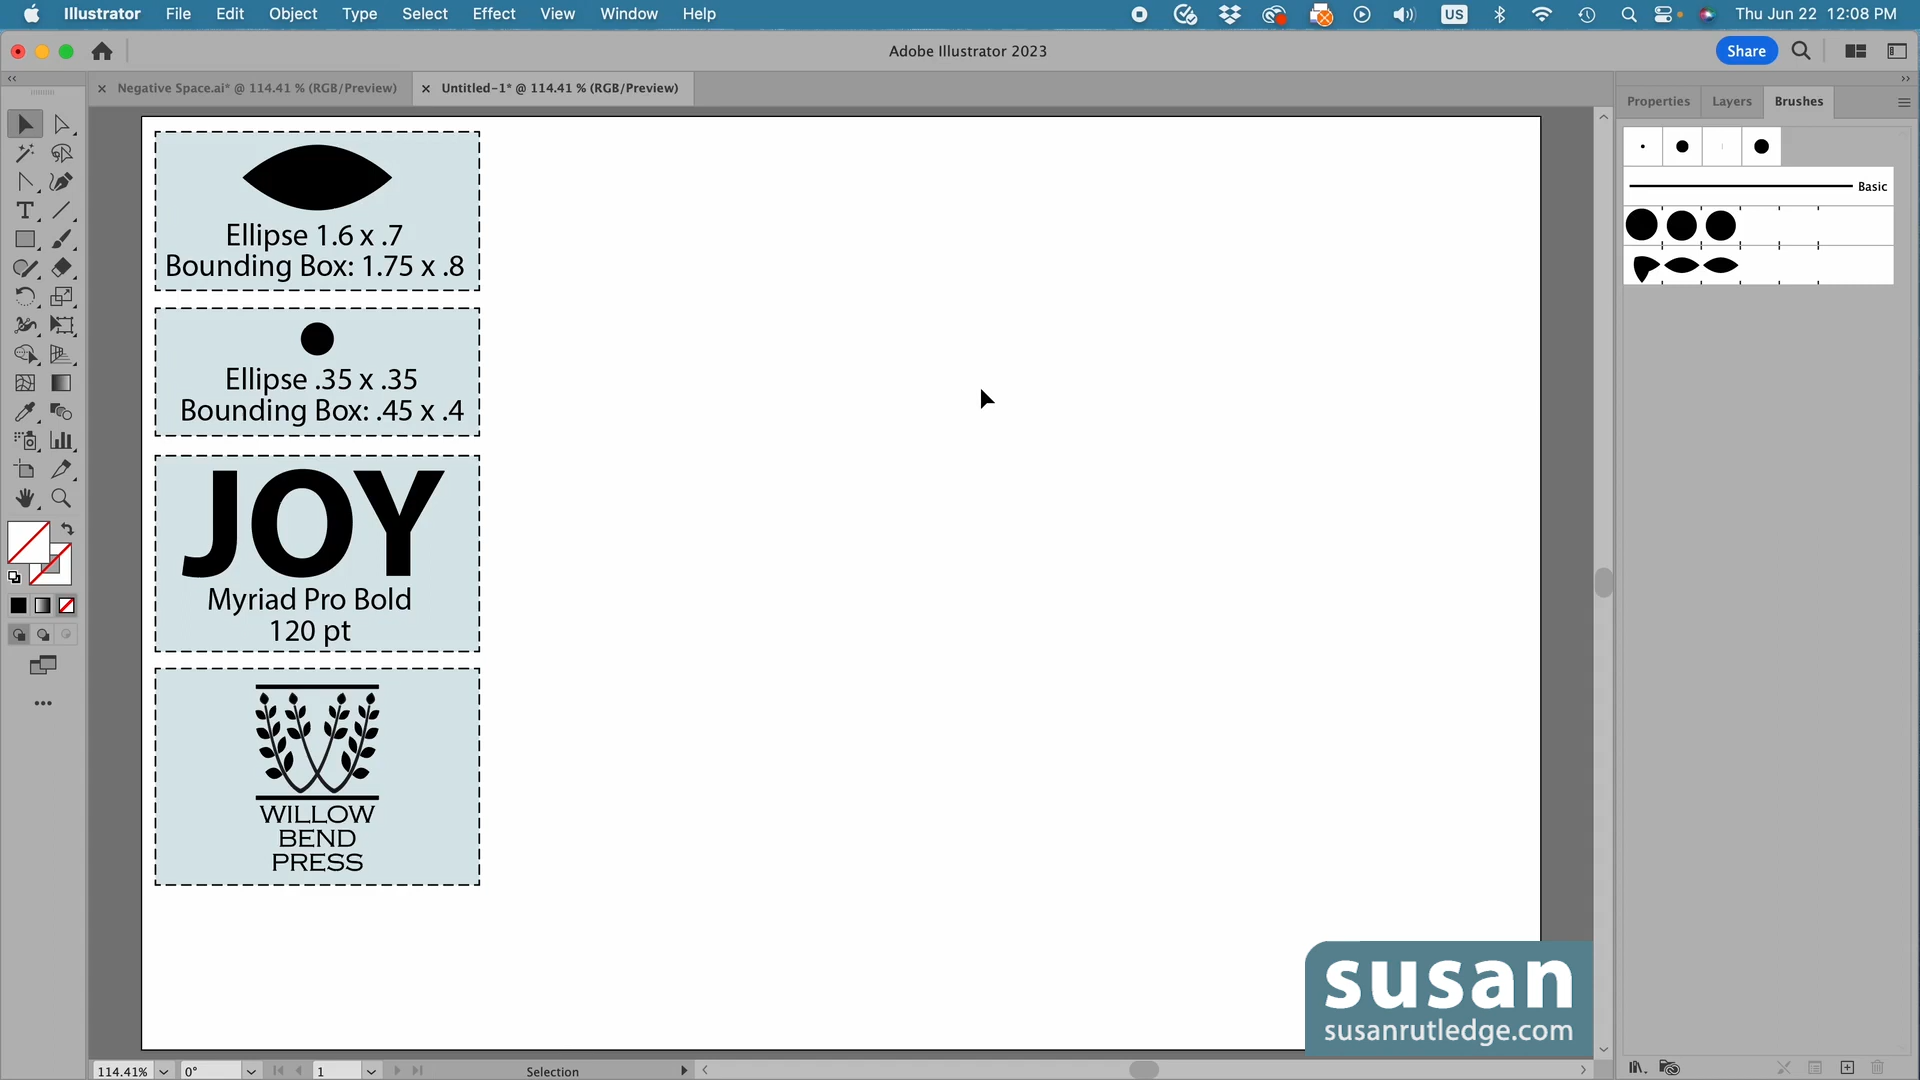 Illustrator File Edit Object Type Select Effect View Window Help US Thu Jun 22 12:08 PM
Adobe Illustrator 2023 Share
Negative Space.ai* @ 114.41 % (RGB/Preview) Untitled-1* @ 114.41 % (RGB/Preview)
Properties Layers Brushes
Basic
Ellipse 1.6 x .7
Bounding Box: 1.75 x .8
Ellipse .35 x .35
Bounding Box: .45 x .4
JOY
Myriad Pro Bold
120 pt
WILLOW
BEND
PRESS
susan
susanrutledge.com
114.41% 0° 1 Selection